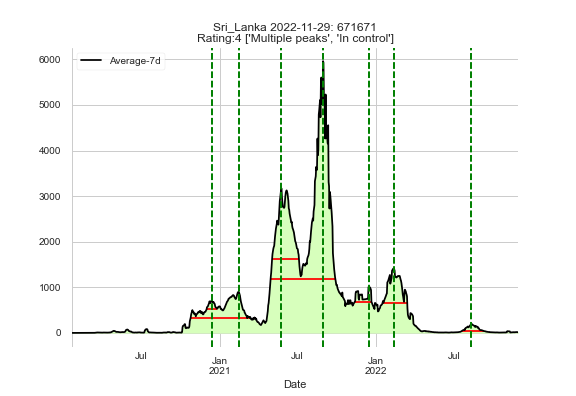 Sri_Lanka 2022-11-29: 671671
Rating:4 ['Multiple peaks', 'In control']
Average-7d
6000
5000
4000
3000
2000
1000
0
Jul
Jan
2021
Jul
Jan
2022
Jul
Date